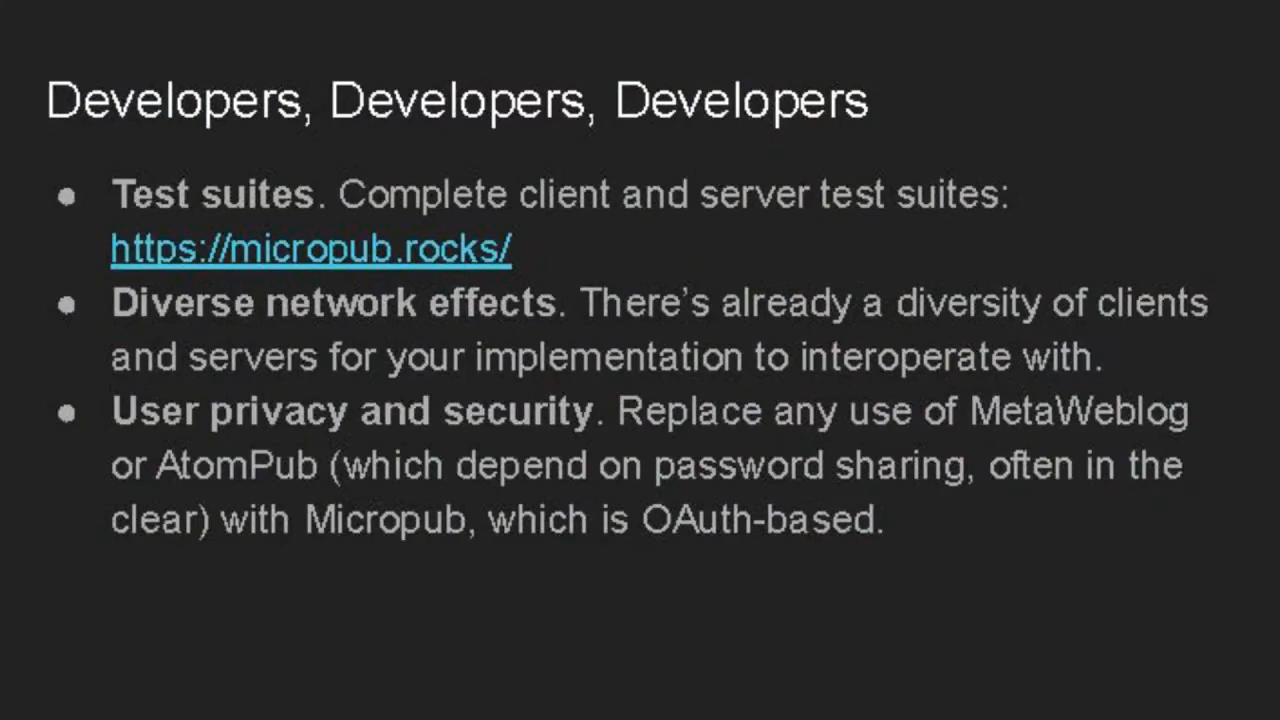 Developers, Developers, Developers
● Test suites. Complete client and server test suites:
https://micropub.rocks/
● Diverse network effects. There’s already a diversity of clients
and servers for your implementation to interoperate with.
● User privacy and security. Replace any use of MetaWeblog
or AtomPub (which depend on password sharing, often in the
clear) with Micropub, which is OAuth-based.